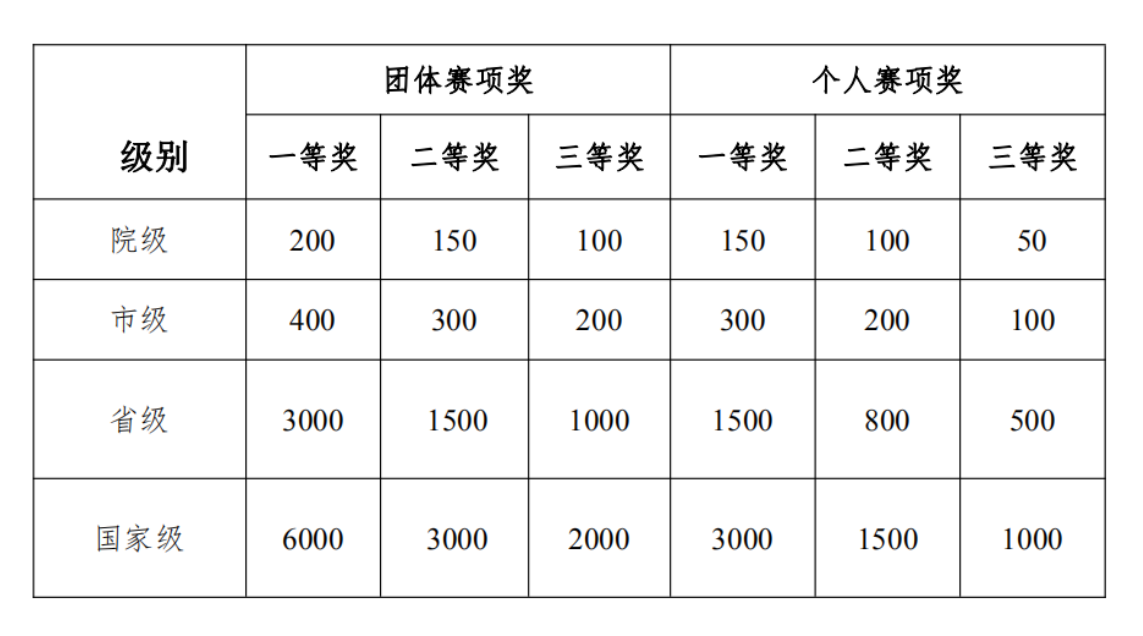 团体赛项奖 个人赛项奖
级别 一等奖 二等奖 三等奖 一等奖 二等奖 三等奖
院级 200 150 100 150 100 50
市级 400 300 200 300 200 100
省级 3000 1500 1000 1500 800 500
国家级 6000 3000 2000 3000 1500 1000